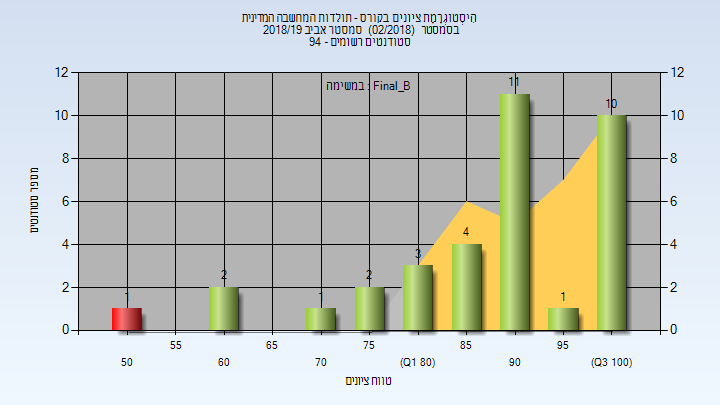 הִיסְטוֹגְרַמַּת ציונים בקורס - תולדות המחשבה המדינית
בסמסטר (02/2018) סמסטר אביב 2018/19
סטודנטים רשומים - 94
במשימה : Final_B
מספר סטודנטים
12 12
10 10
8 8
6 6
4 4
2 2
0 0
1 2 1 2 3 4 11 1 10
55 65 75 85 95
50 60 70 (Q1 80) 90 (Q3 100)
טווח ציונים